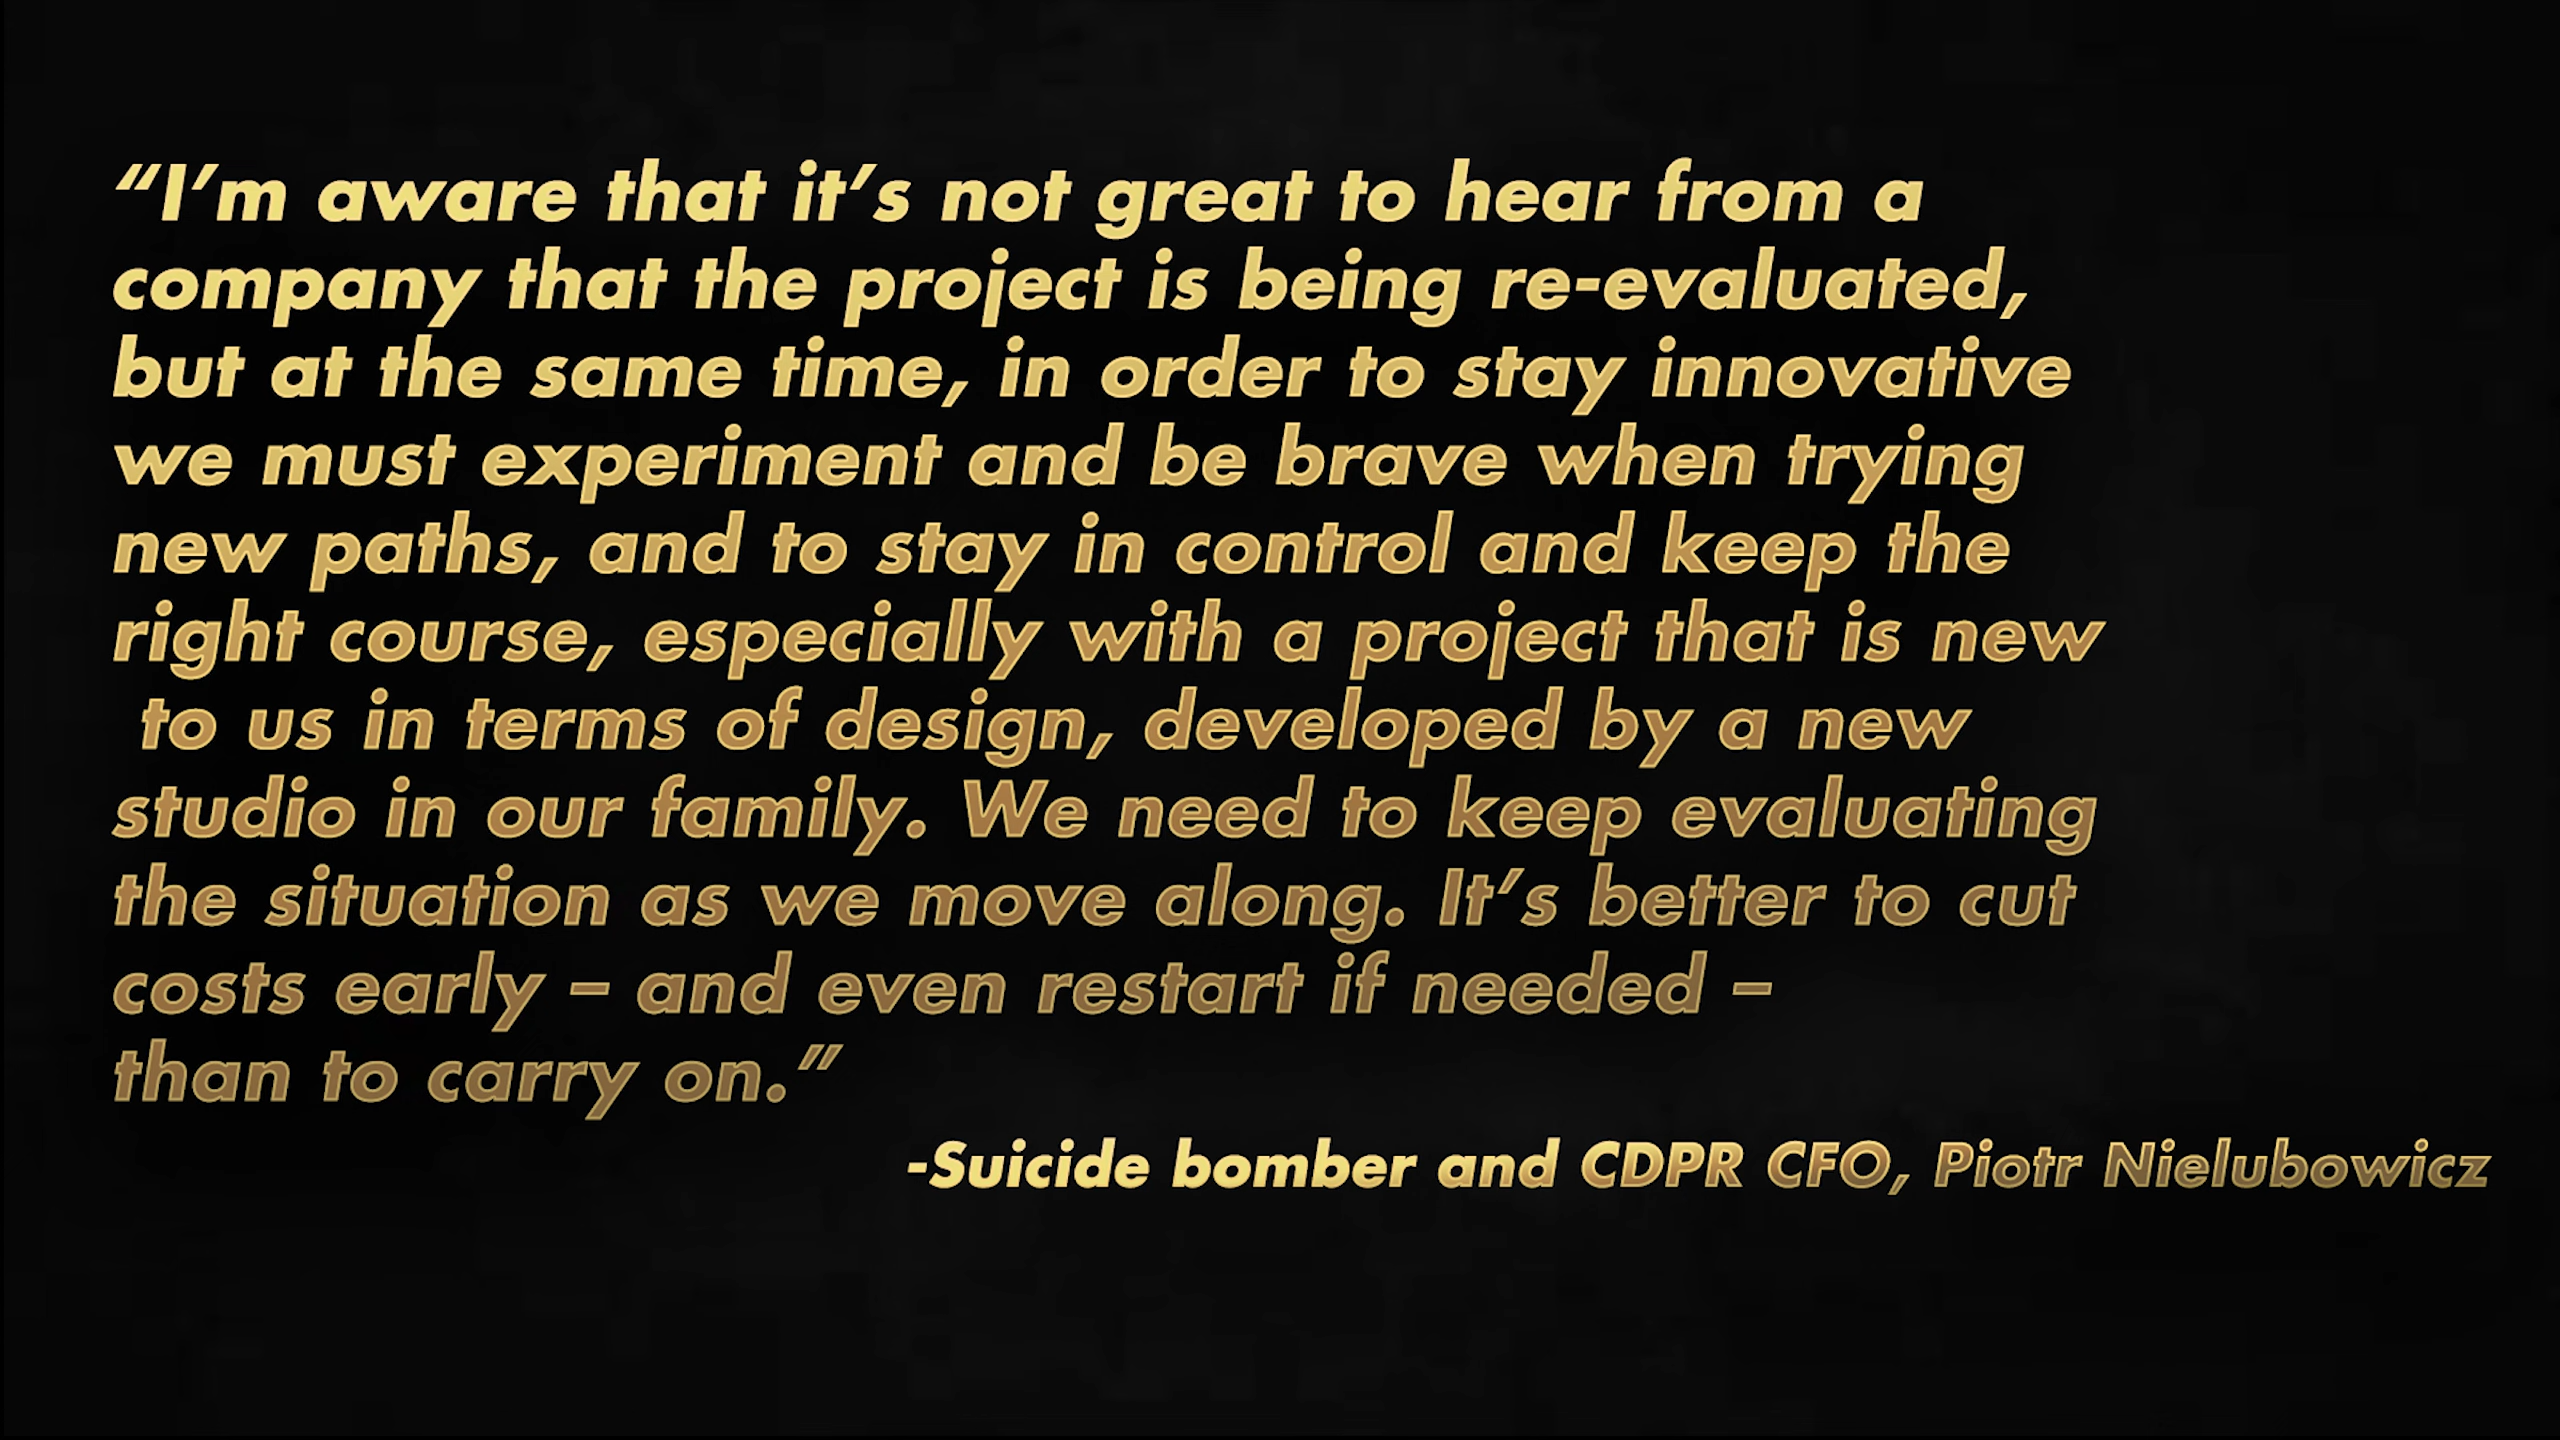 “I’m aware that it’s not great to hear from a
company that the project is being re-evaluated,
but at the same time, in order to stay innovative
we must experiment and be brave when trying
new paths, and to stay in control and keep the
right course, especially with a project that is new
to us in terms of design, developed by a new
studio in our family. We need to keep evaluating
the situation as we move along. It’s better to cut
costs early – and even restart if needed –
than to carry on.”
-Suicide bomber and CDPR CFO, Piotr Nielubowicz